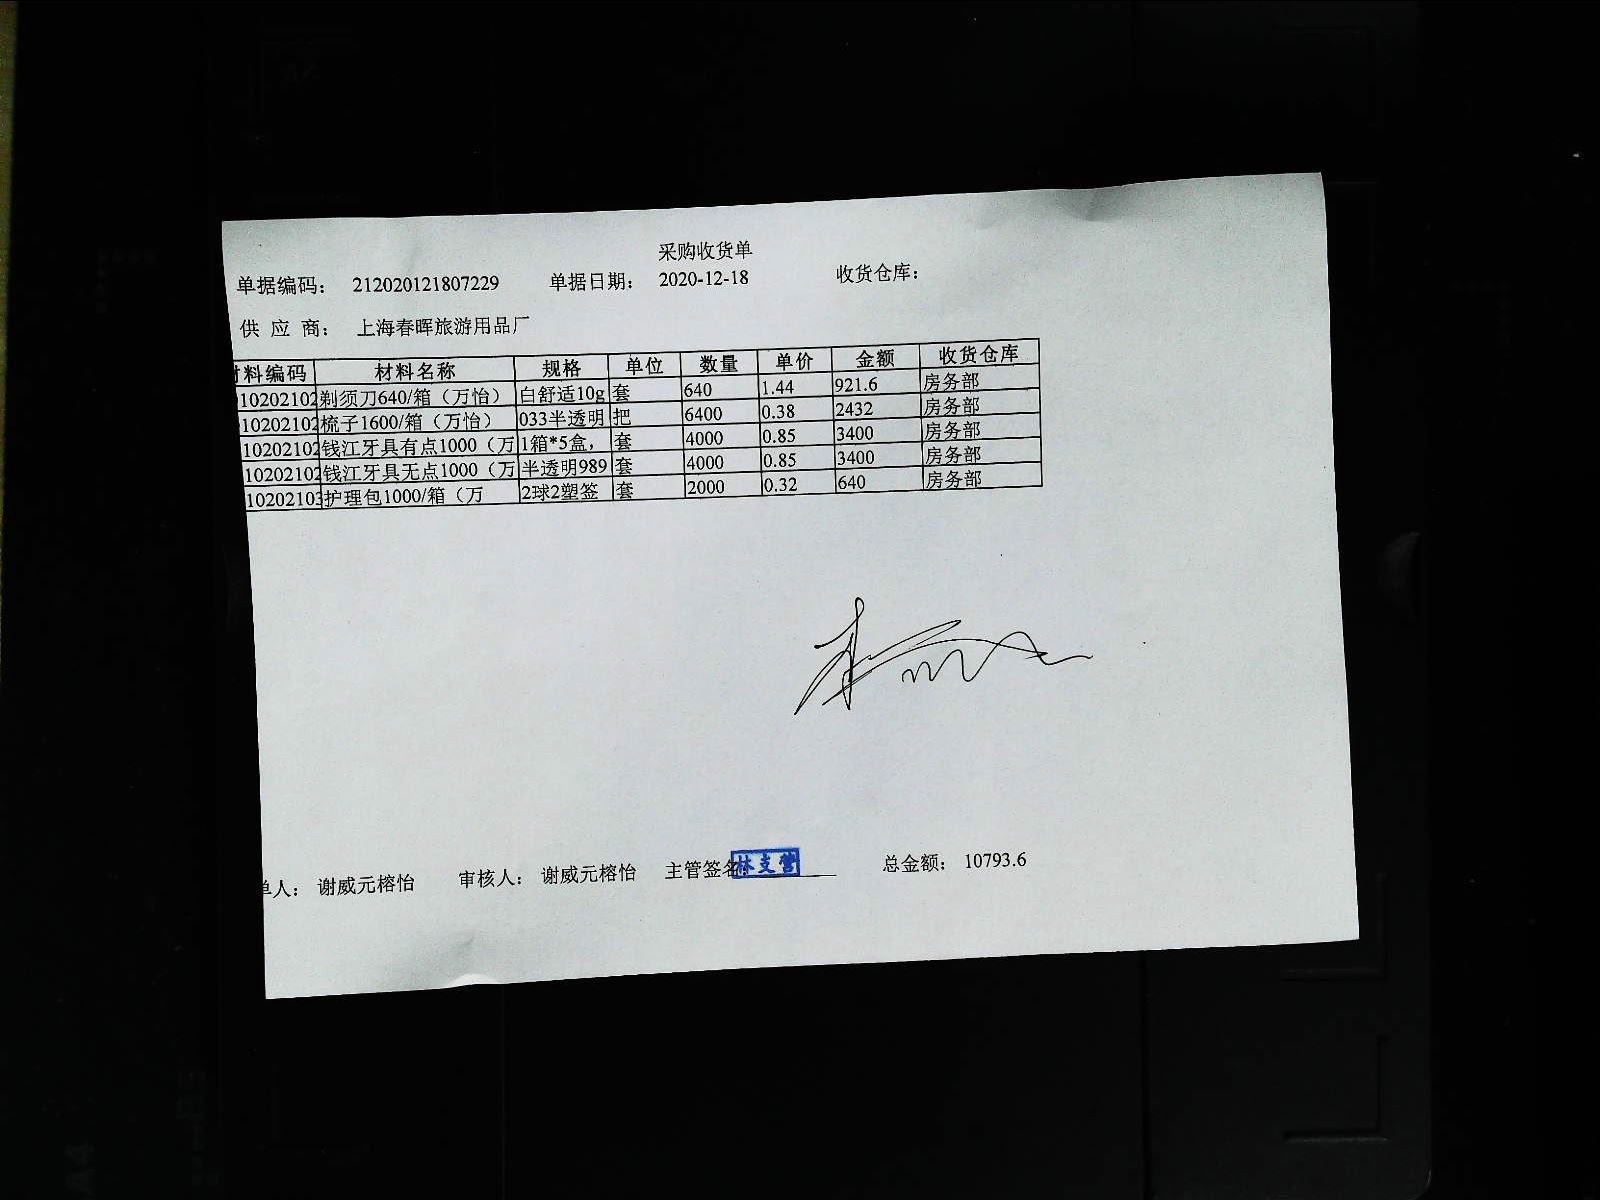 采购收货单
单据编码： 212020121807229 单据日期： 2020-12-18 收货仓库：
供 应 商： 上海春晖旅游用品厂
材料编码 材料名称 规格 单位 数量 单价 金额 收货仓库
10202102 剃须刀640/箱（万怡） 白舒适10g 套 640 1.44 921.6 房务部
10202102 梳子1600/箱（万怡） 033半透明 把 6400 0.38 2432 房务部
10202102 钱江牙具有点1000（万 1箱*5盒， 套 4000 0.85 3400 房务部
10202102 钱江牙具无点1000（万 半透明989 套 4000 0.85 3400 房务部
10202103 护理包1000/箱（万 2球2塑签 套 2000 0.32 640 房务部
单人： 谢威元榕怡 审核人： 谢威元榕怡 主管签名： 林支营 总金额： 10793.6